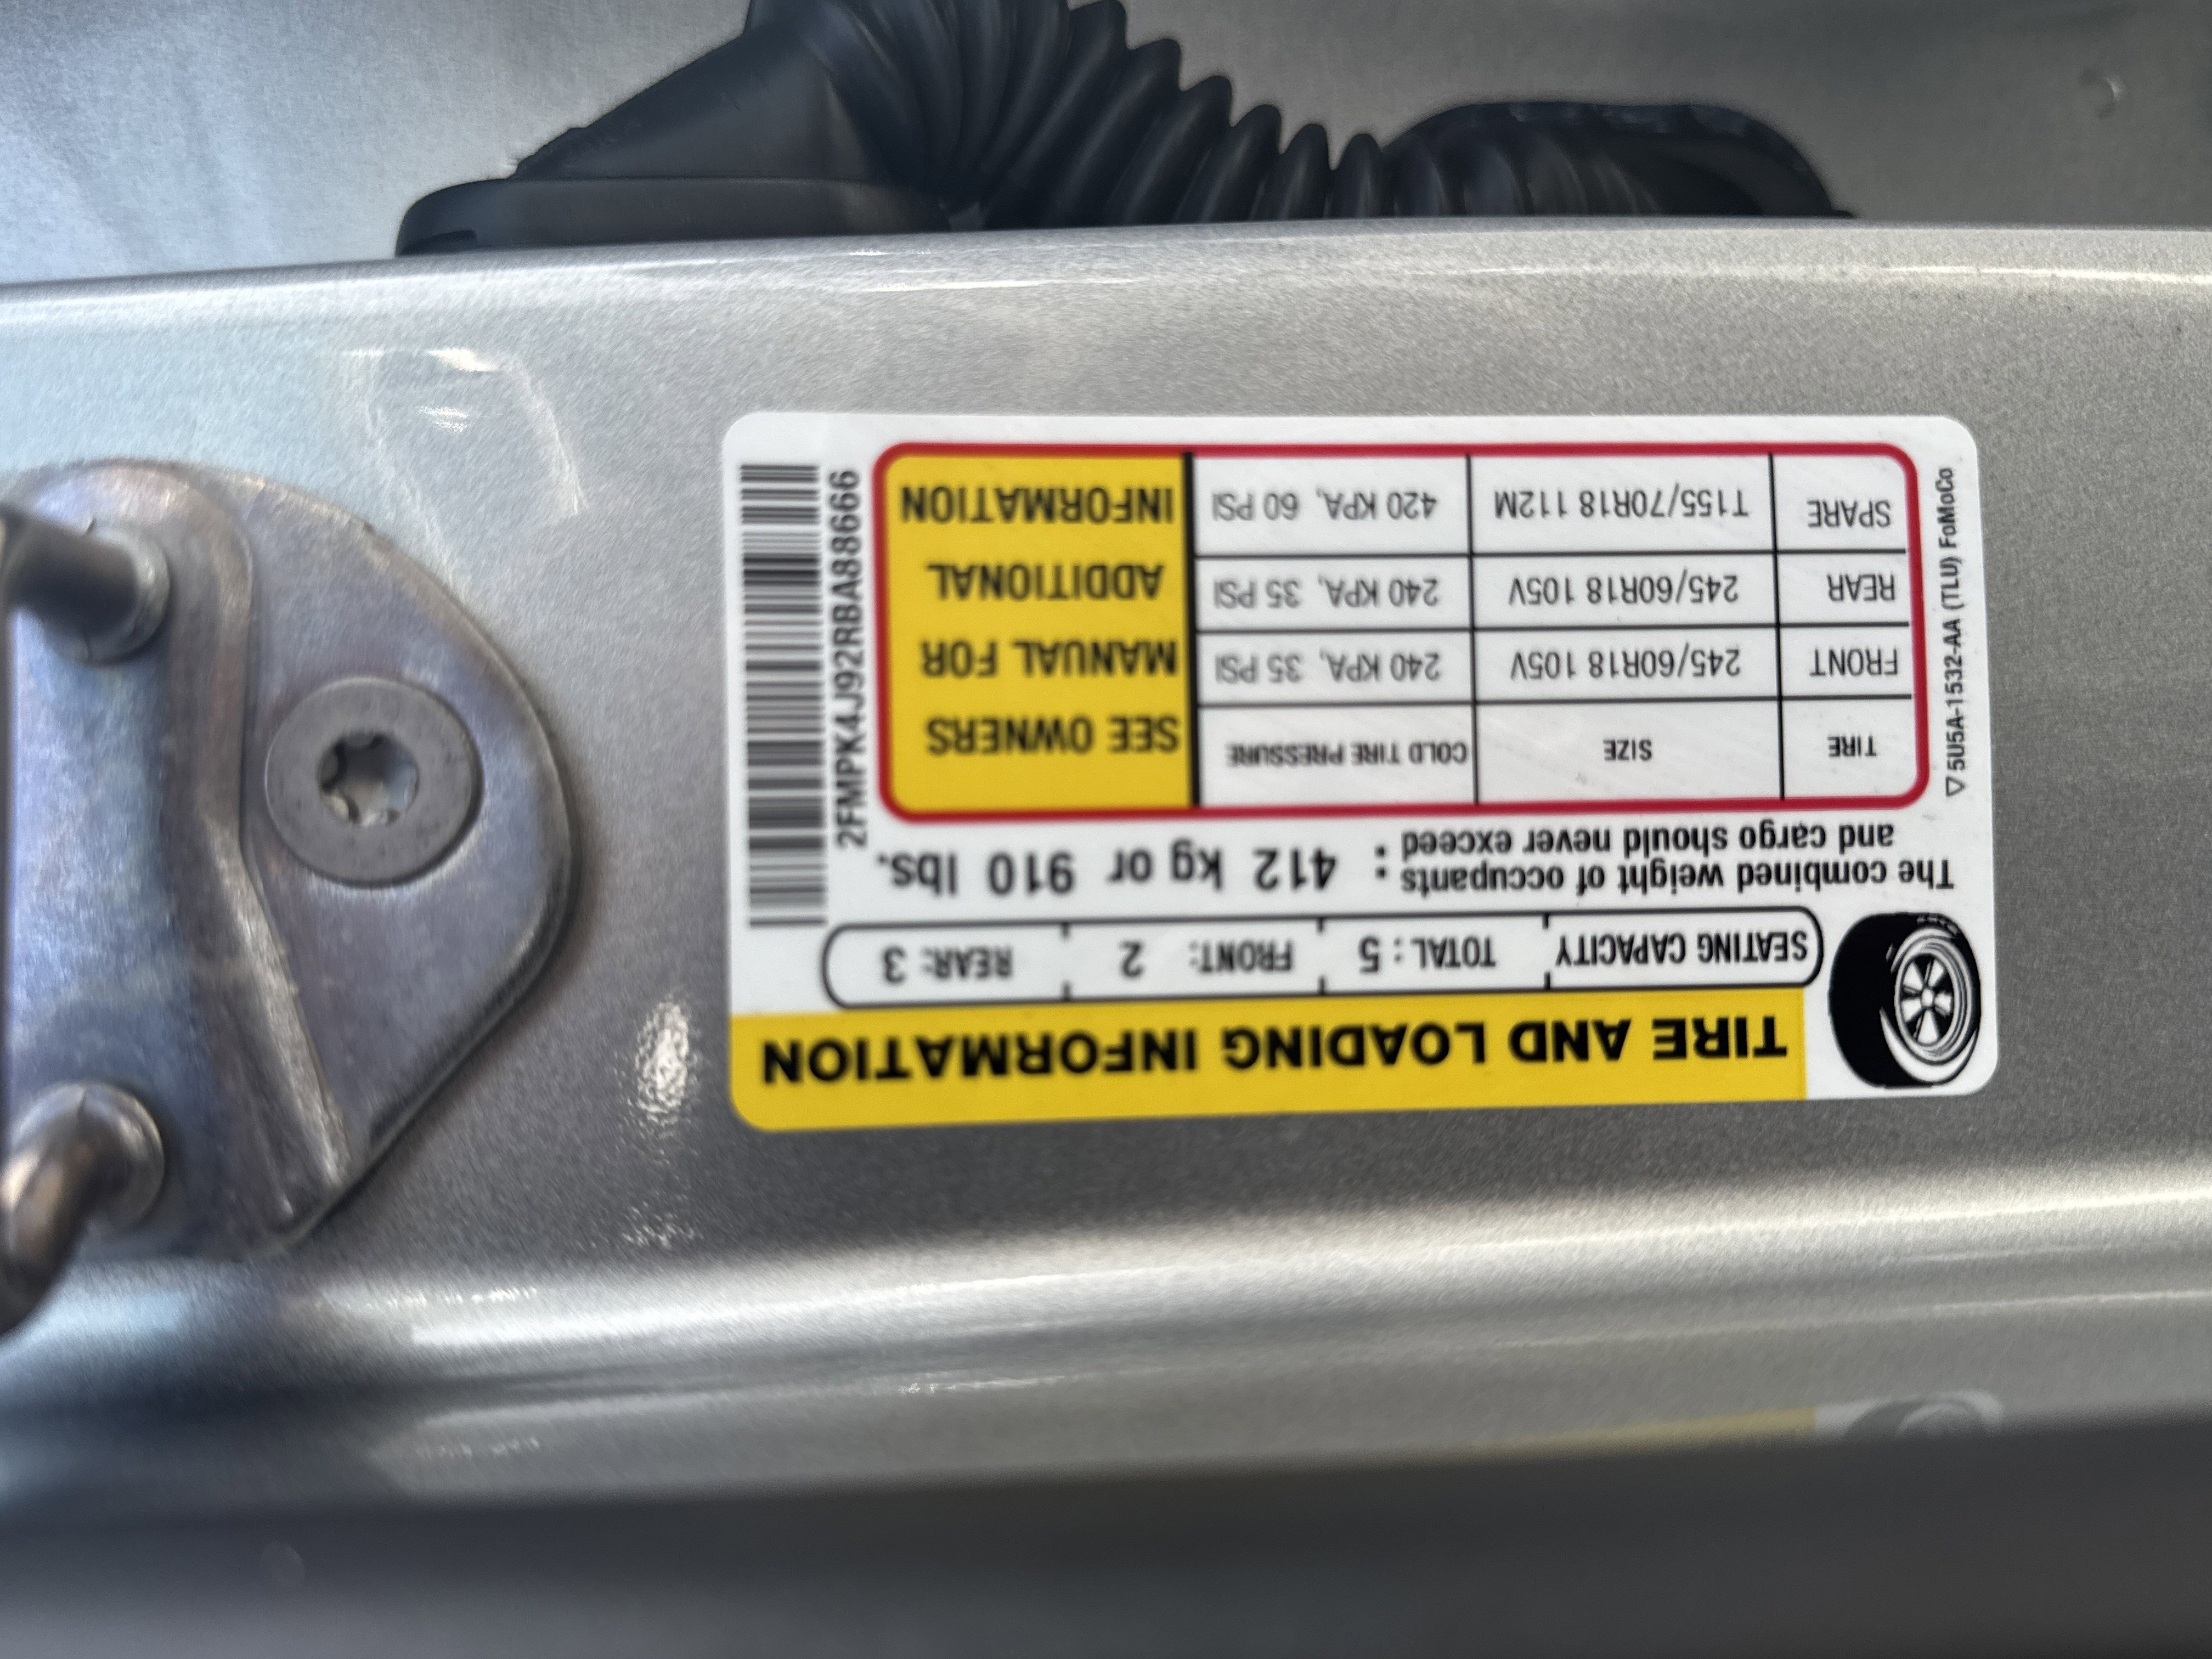 TIRE AND LOADING INFORMATION
SEATING CAPACITY TOTAL : 5 FRONT: 2 REAR: 3
The combined weight of occupants
and cargo should never exceed : 412 kg or 910 lbs.
TIRE SIZE COLD TIRE PRESSURE
FRONT 245/60R18 105V 240 KPA, 35 PSI
REAR 245/60R18 105V 240 KPA, 35 PSI
SPARE T155/70R18 112M 420 KPA, 60 PSI
SEE OWNERS
MANUAL FOR
ADDITIONAL
INFORMATION
2FMPK4J92RBA88666
▽5U5A-1532-AA (TLU) FoMoCo